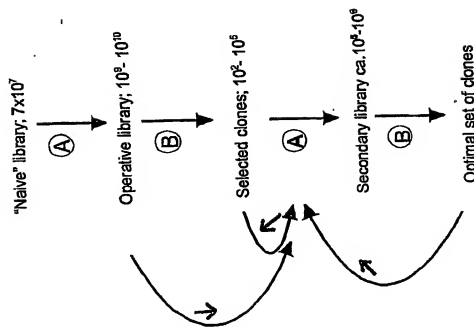 "Naive" library; 7x10⁷
A
Operative library; 10⁹- 10¹⁰
B
Selected clones; 10²- 10⁵
A
Secondary library ca.10⁵-10⁶
B
Optimal set of clones